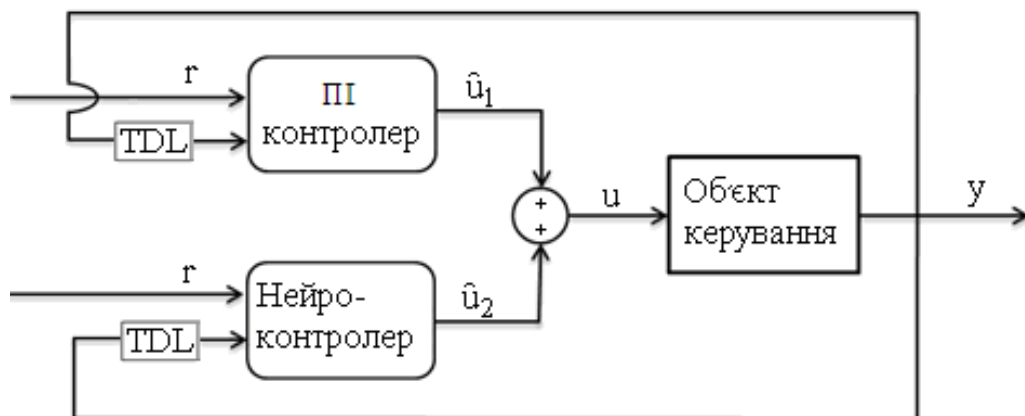 r
ПІ
контролер
û₁
TDL
u
Об'єкт
керування
y
+
+
r
Нейро-
контролер
û₂
TDL